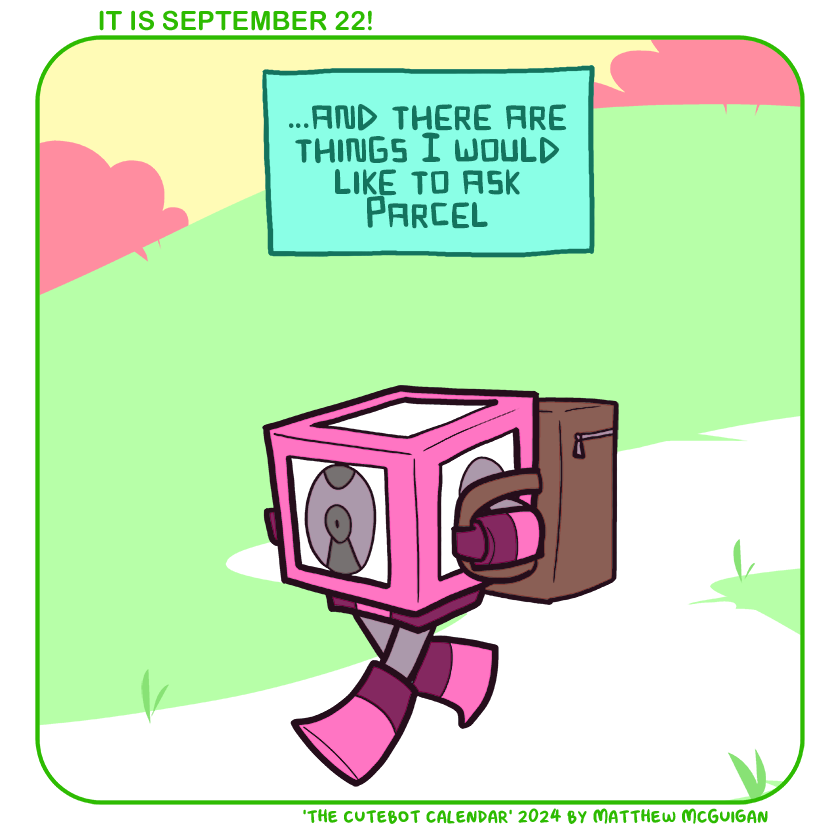 IT IS SEPTEMBER 22!
...AND THERE ARE
THINGS I WOULD
LIKE TO ASK
PARCEL
'THE CUTEBOT CALENDAR' 2024 BY MATTHEW MCGUIGAN